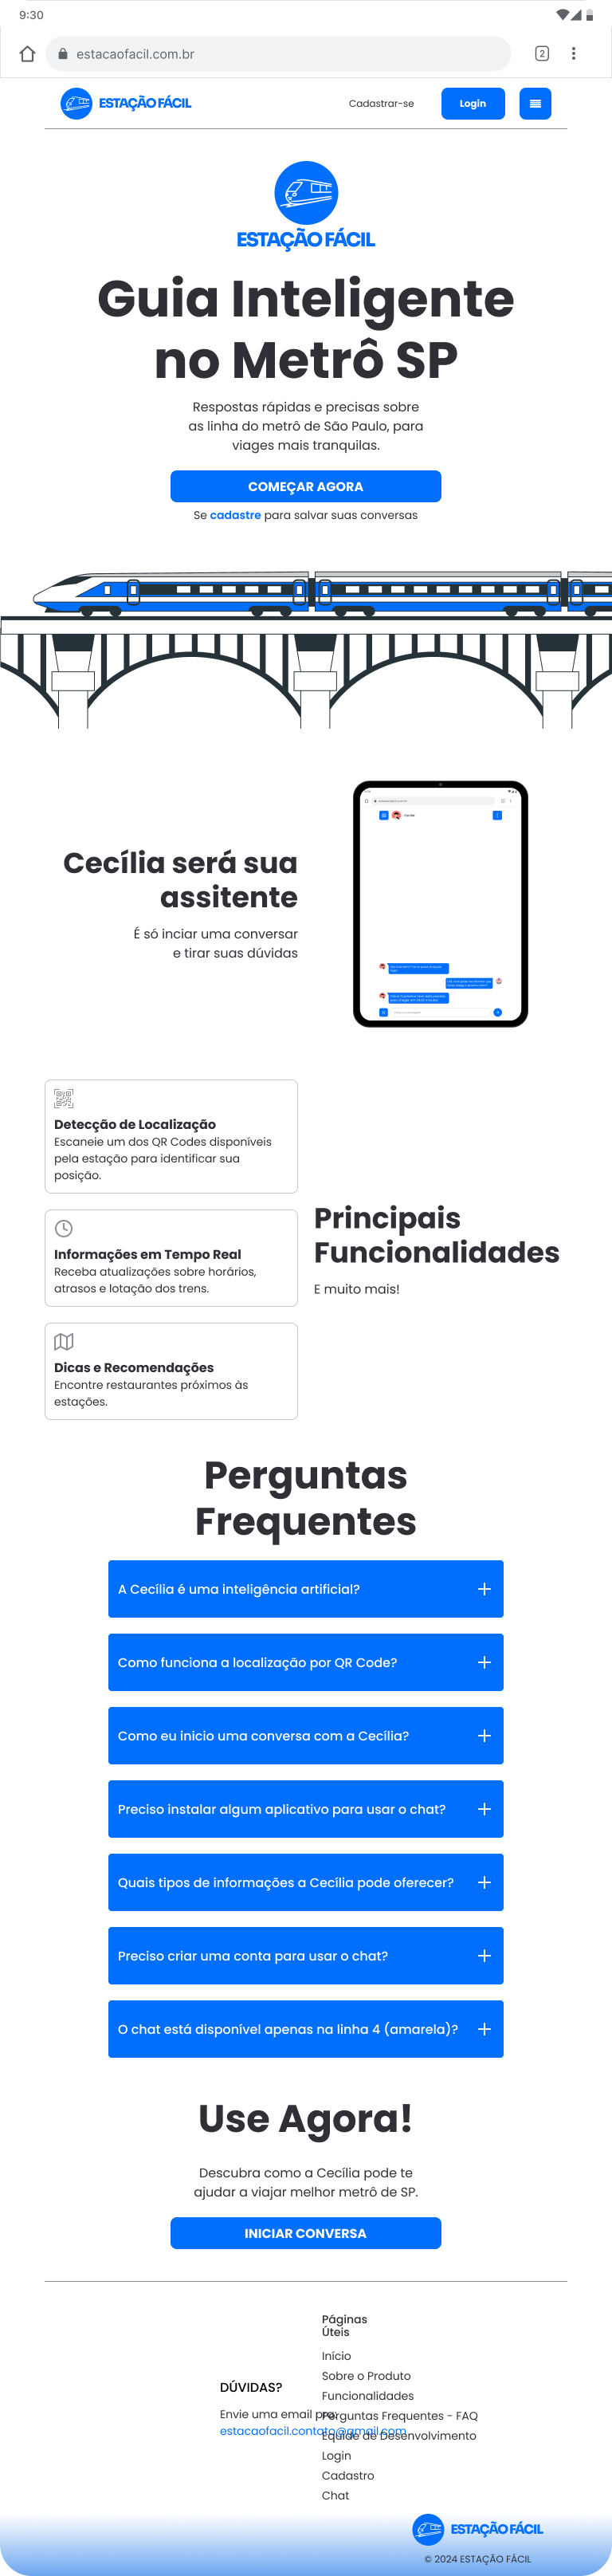 9:30
estacaofacil.com.br
2
ESTAÇÃO FÁCIL
Cadastrar-se
Login
ESTAÇÃO FÁCIL
Guia Inteligente
no Metrô SP
Respostas rápidas e precisas sobre
as linha do metrô de São Paulo, para
viages mais tranquilas.
COMEÇAR AGORA
Se cadastre para salvar suas conversas
Cecília será sua
assitente
É só inciar uma conversar
e tirar suas dúvidas
Detecção de Localização
Escaneie um dos QR Codes disponíveis
pela estação para identificar sua
posição.
Informações em Tempo Real
Receba atualizações sobre horários,
atrasos e lotação dos trens.
Dicas e Recomendações
Encontre restaurantes próximos às
estações.
Principais
Funcionalidades
E muito mais!
Perguntas
Frequentes
A Cecília é uma inteligência artificial?
Como funciona a localização por QR Code?
Como eu inicio uma conversa com a Cecília?
Preciso instalar algum aplicativo para usar o chat?
Quais tipos de informações a Cecília pode oferecer?
Preciso criar uma conta para usar o chat?
O chat está disponível apenas na linha 4 (amarela)?
Use Agora!
Descubra como a Cecília pode te
ajudar a viajar melhor metrô de SP.
INICIAR CONVERSA
DÚVIDAS?
Envie uma email pra:
estacaofacil.contato@gmail.com
Páginas
Úteis
Início
Sobre o Produto
Funcionalidades
Perguntas Frequentes - FAQ
Equide de Desenvolvimento
Login
Cadastro
Chat
ESTAÇÃO FÁCIL
© 2024 ESTAÇÃO FÁCIL